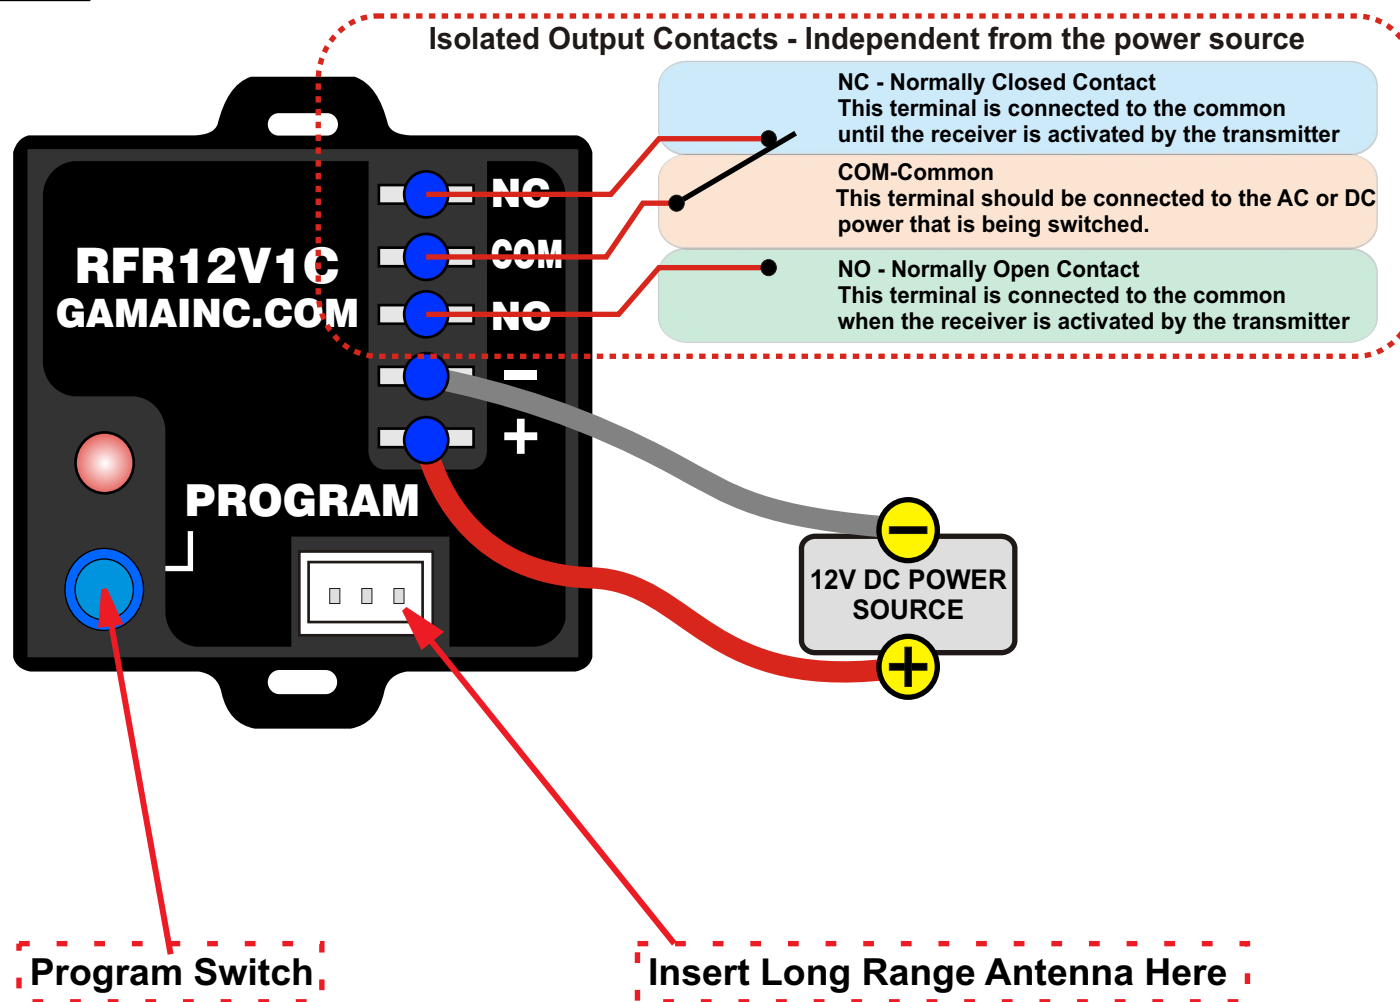 Isolated Output Contacts - Independent from the power source
NC - Normally Closed Contact
This terminal is connected to the common
until the receiver is activated by the transmitter
COM-Common
This terminal should be connected to the AC or DC
power that is being switched.
NO - Normally Open Contact
This terminal is connected to the common
when the receiver is activated by the transmitter
NC
COM
NO
-
+
RFR12V1C
GAMAINC.COM
PROGRAM
12V DC POWER
SOURCE
-
+
Program Switch
Insert Long Range Antenna Here